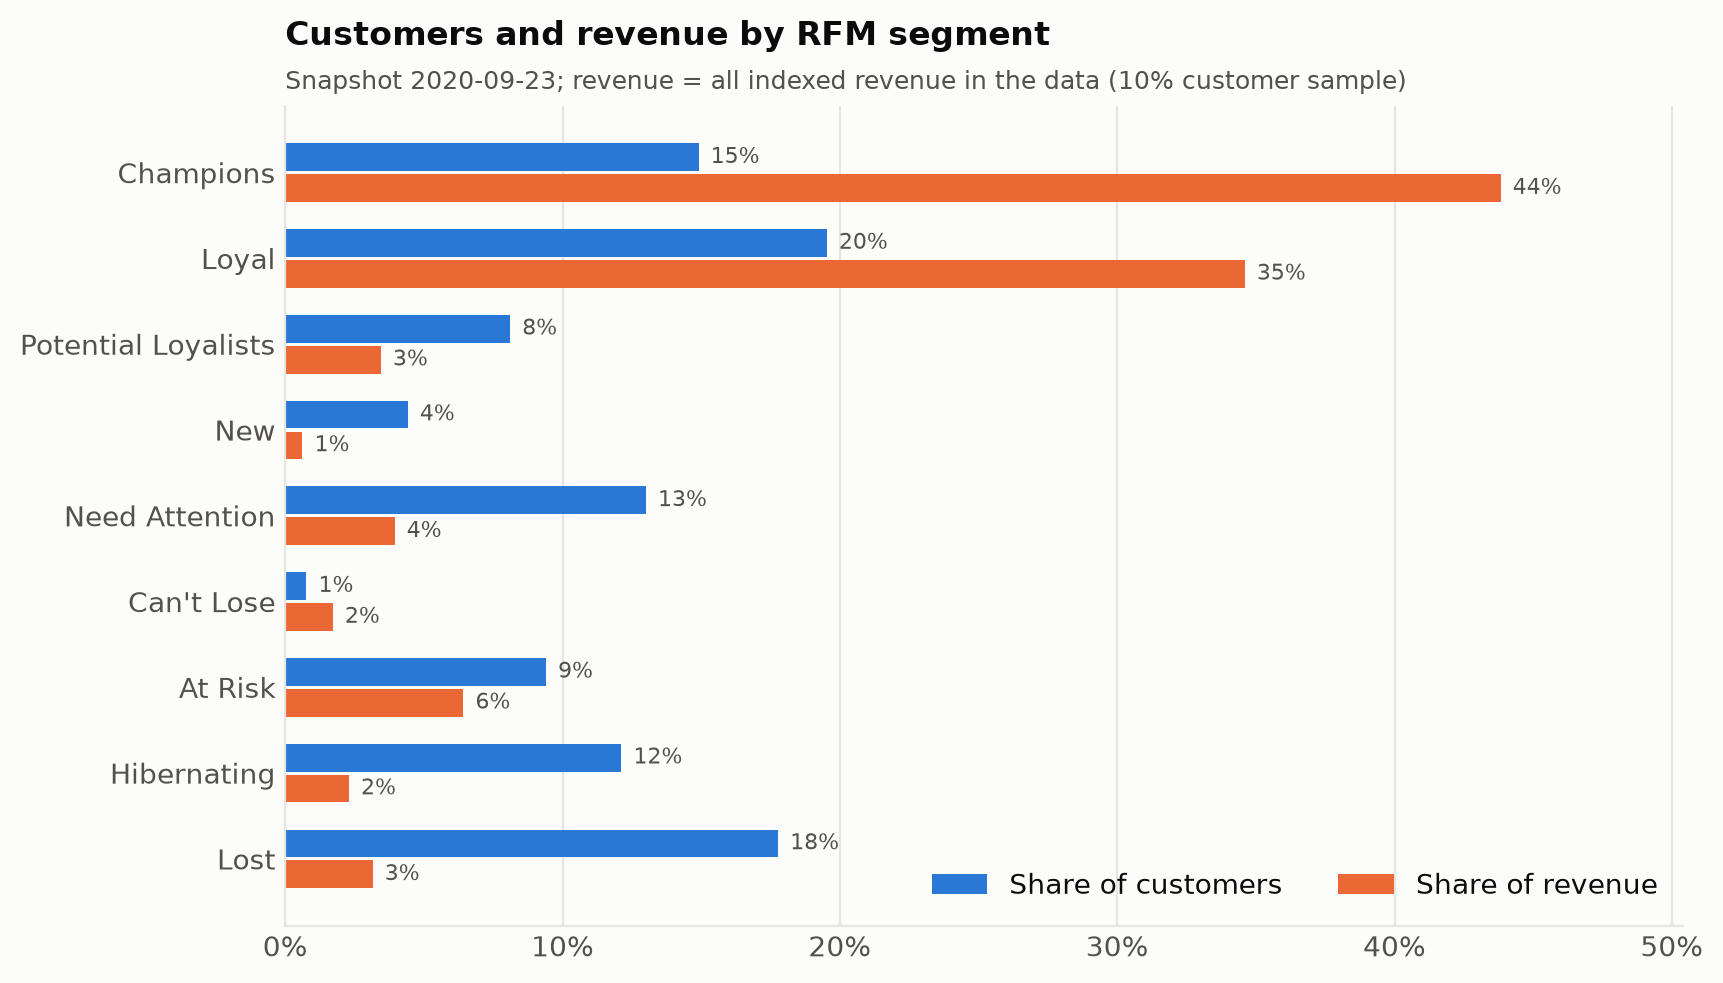 Customers and revenue by RFM segment
Snapshot 2020-09-23; revenue = all indexed revenue in the data (10% customer sample)
Champions
15%
44%
Loyal
20%
35%
Potential Loyalists
8%
3%
New
4%
1%
Need Attention
13%
4%
Can't Lose
1%
2%
At Risk
9%
6%
Hibernating
12%
2%
Lost
18%
3%
Share of customers
Share of revenue
0%
10%
20%
30%
40%
50%